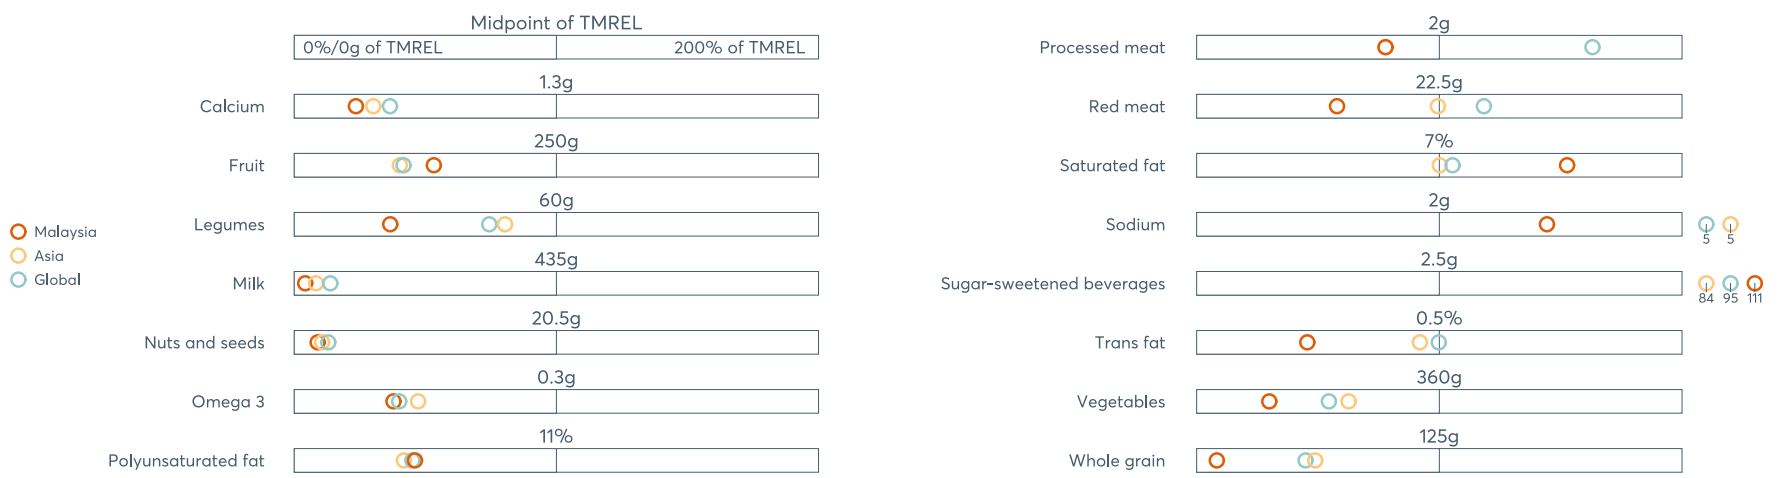 Midpoint of TMREL
0%/0g of TMREL 200% of TMREL
1.3g
Calcium
250g
Fruit
60g
Legumes
435g
Milk
20.5g
Nuts and seeds
0.3g
Omega 3
11%
Polyunsaturated fat
Malaysia
Asia
Global
2g
Processed meat
22.5g
Red meat
7%
Saturated fat
2g
Sodium
5 5
2.5g
Sugar-sweetened beverages
84 95 111
0.5%
Trans fat
360g
Vegetables
125g
Whole grain